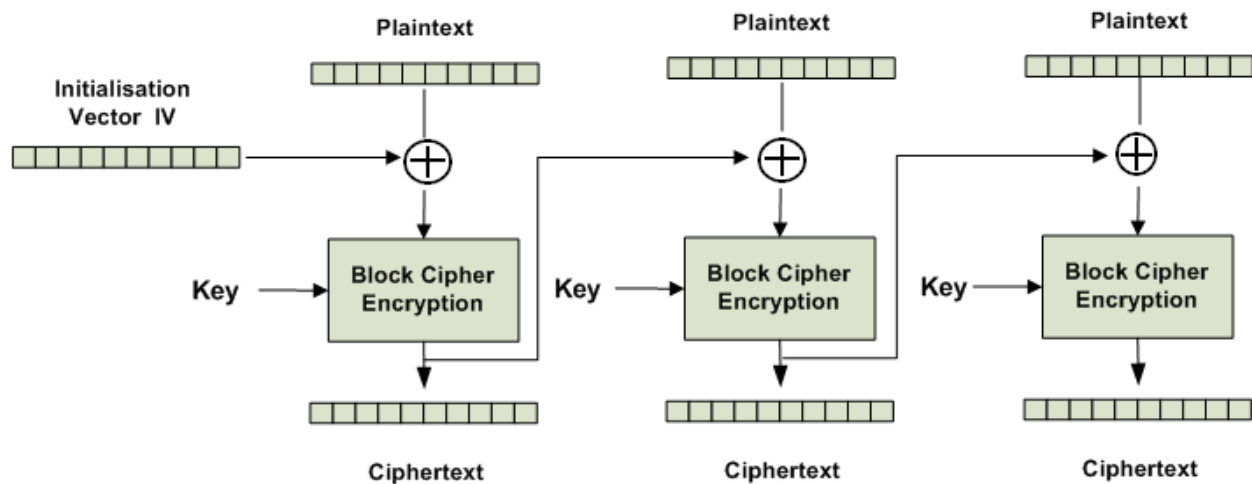 Plaintext
Plaintext
Plaintext
Initialisation
Vector IV
Key
Block Cipher
Encryption
Key
Block Cipher
Encryption
Key
Block Cipher
Encryption
Ciphertext
Ciphertext
Ciphertext